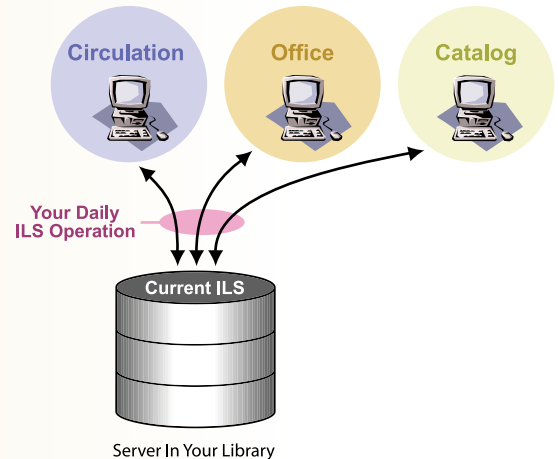 Circulation
Office
Catalog
Your Daily
ILS Operation
Current ILS
Server In Your Library